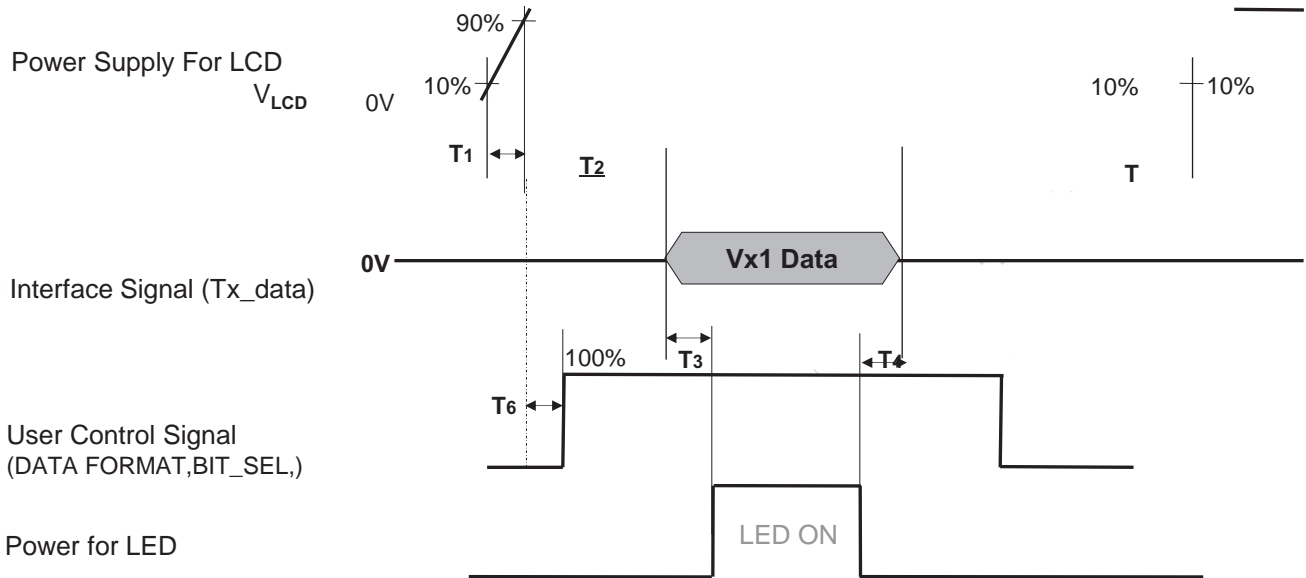 90%
Power Supply For LCD
VLCD
0V
10%
10%
10%
T1
T2
T
0V
Vx1 Data
Interface Signal (Tx_data)
100%
T3
T4
T6
User Control Signal
(DATA FORMAT,BIT_SEL,)
LED ON
Power for LED